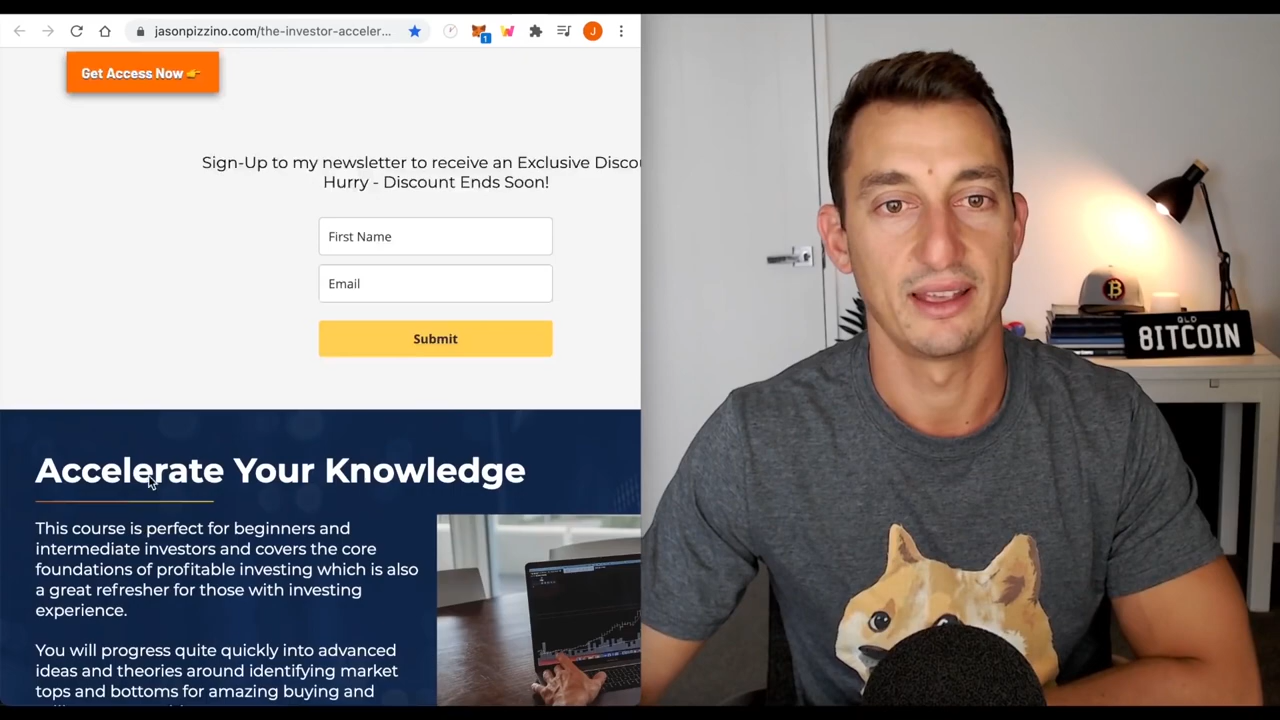 jasonpizzino.com/the-investor-acceler...
1
J
Get Access Now
Sign-Up to my newsletter to receive an Exclusive
Hurry - Discount Ends Soon!
First Name
Email
Submit
Accelerate Your Knowledge
This course is perfect for beginners and
intermediate investors and covers the core
foundations of profitable investing which is also
a great refresher for those with investing
experience.
You will progress quite quickly into advanced
ideas and theories around identifying market
tops and bottoms for amazing buying and
QLD
8ITCOIN